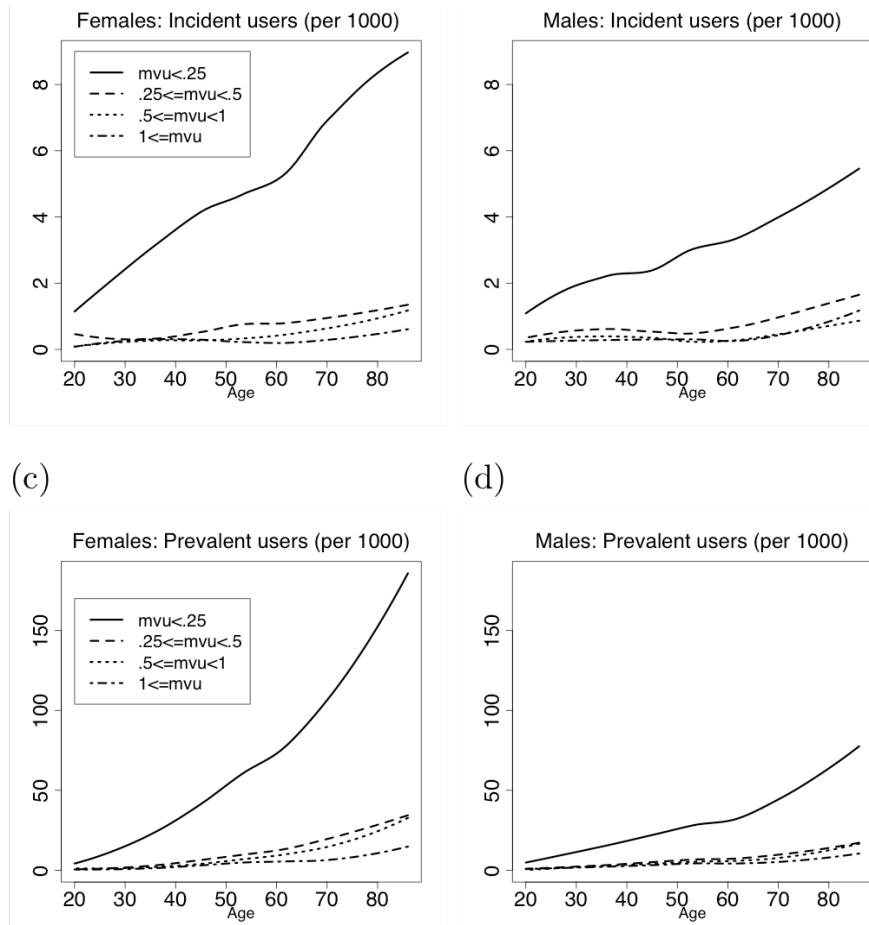 Females: Incident users (per 1000)
mvu<.25
.25<=mvu<.5
.5<=mvu<1
1<=mvu
8
6
4
2
0
20 30 40 50 60 70 80
Age
Males: Incident users (per 1000)
8
6
4
2
0
20 30 40 50 60 70 80
Age
(c)
(d)
Females: Prevalent users (per 1000)
mvu<.25
.25<=mvu<.5
.5<=mvu<1
1<=mvu
150
100
50
0
20 30 40 50 60 70 80
Age
Males: Prevalent users (per 1000)
150
100
50
0
20 30 40 50 60 70 80
Age